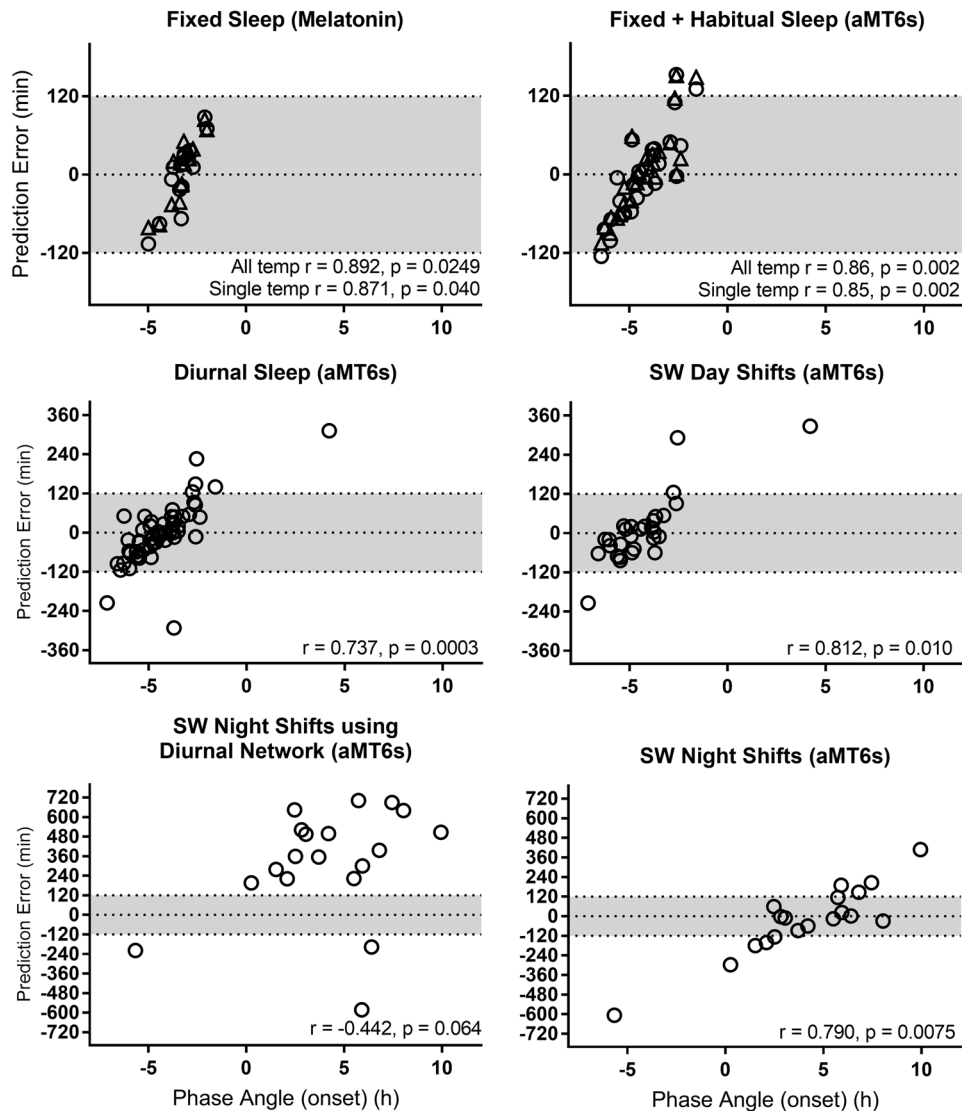 Fixed Sleep (Melatonin)
Prediction Error (min)
120
0
-120
All temp r = 0.892, p = 0.0249
Single temp r = 0.871, p = 0.040
-5 0 5 10
Fixed + Habitual Sleep (aMT6s)
120
0
-120
All temp r = 0.86, p = 0.002
Single temp r = 0.85, p = 0.002
-5 0 5 10
Diurnal Sleep (aMT6s)
Prediction Error (min)
360
240
120
0
-120
-240
-360
r = 0.737, p = 0.0003
-5 0 5 10
SW Day Shifts (aMT6s)
360
240
120
0
-120
-240
-360
r = 0.812, p = 0.010
-5 0 5 10
SW Night Shifts using
Diurnal Network (aMT6s)
Prediction Error (min)
720
600
480
360
240
120
0
-120
-240
-360
-480
-600
-720
r = -0.442, p = 0.064
-5 0 5 10
Phase Angle (onset) (h)
SW Night Shifts (aMT6s)
720
600
480
360
240
120
0
-120
-240
-360
-480
-600
-720
r = 0.790, p = 0.0075
-5 0 5 10
Phase Angle (onset) (h)